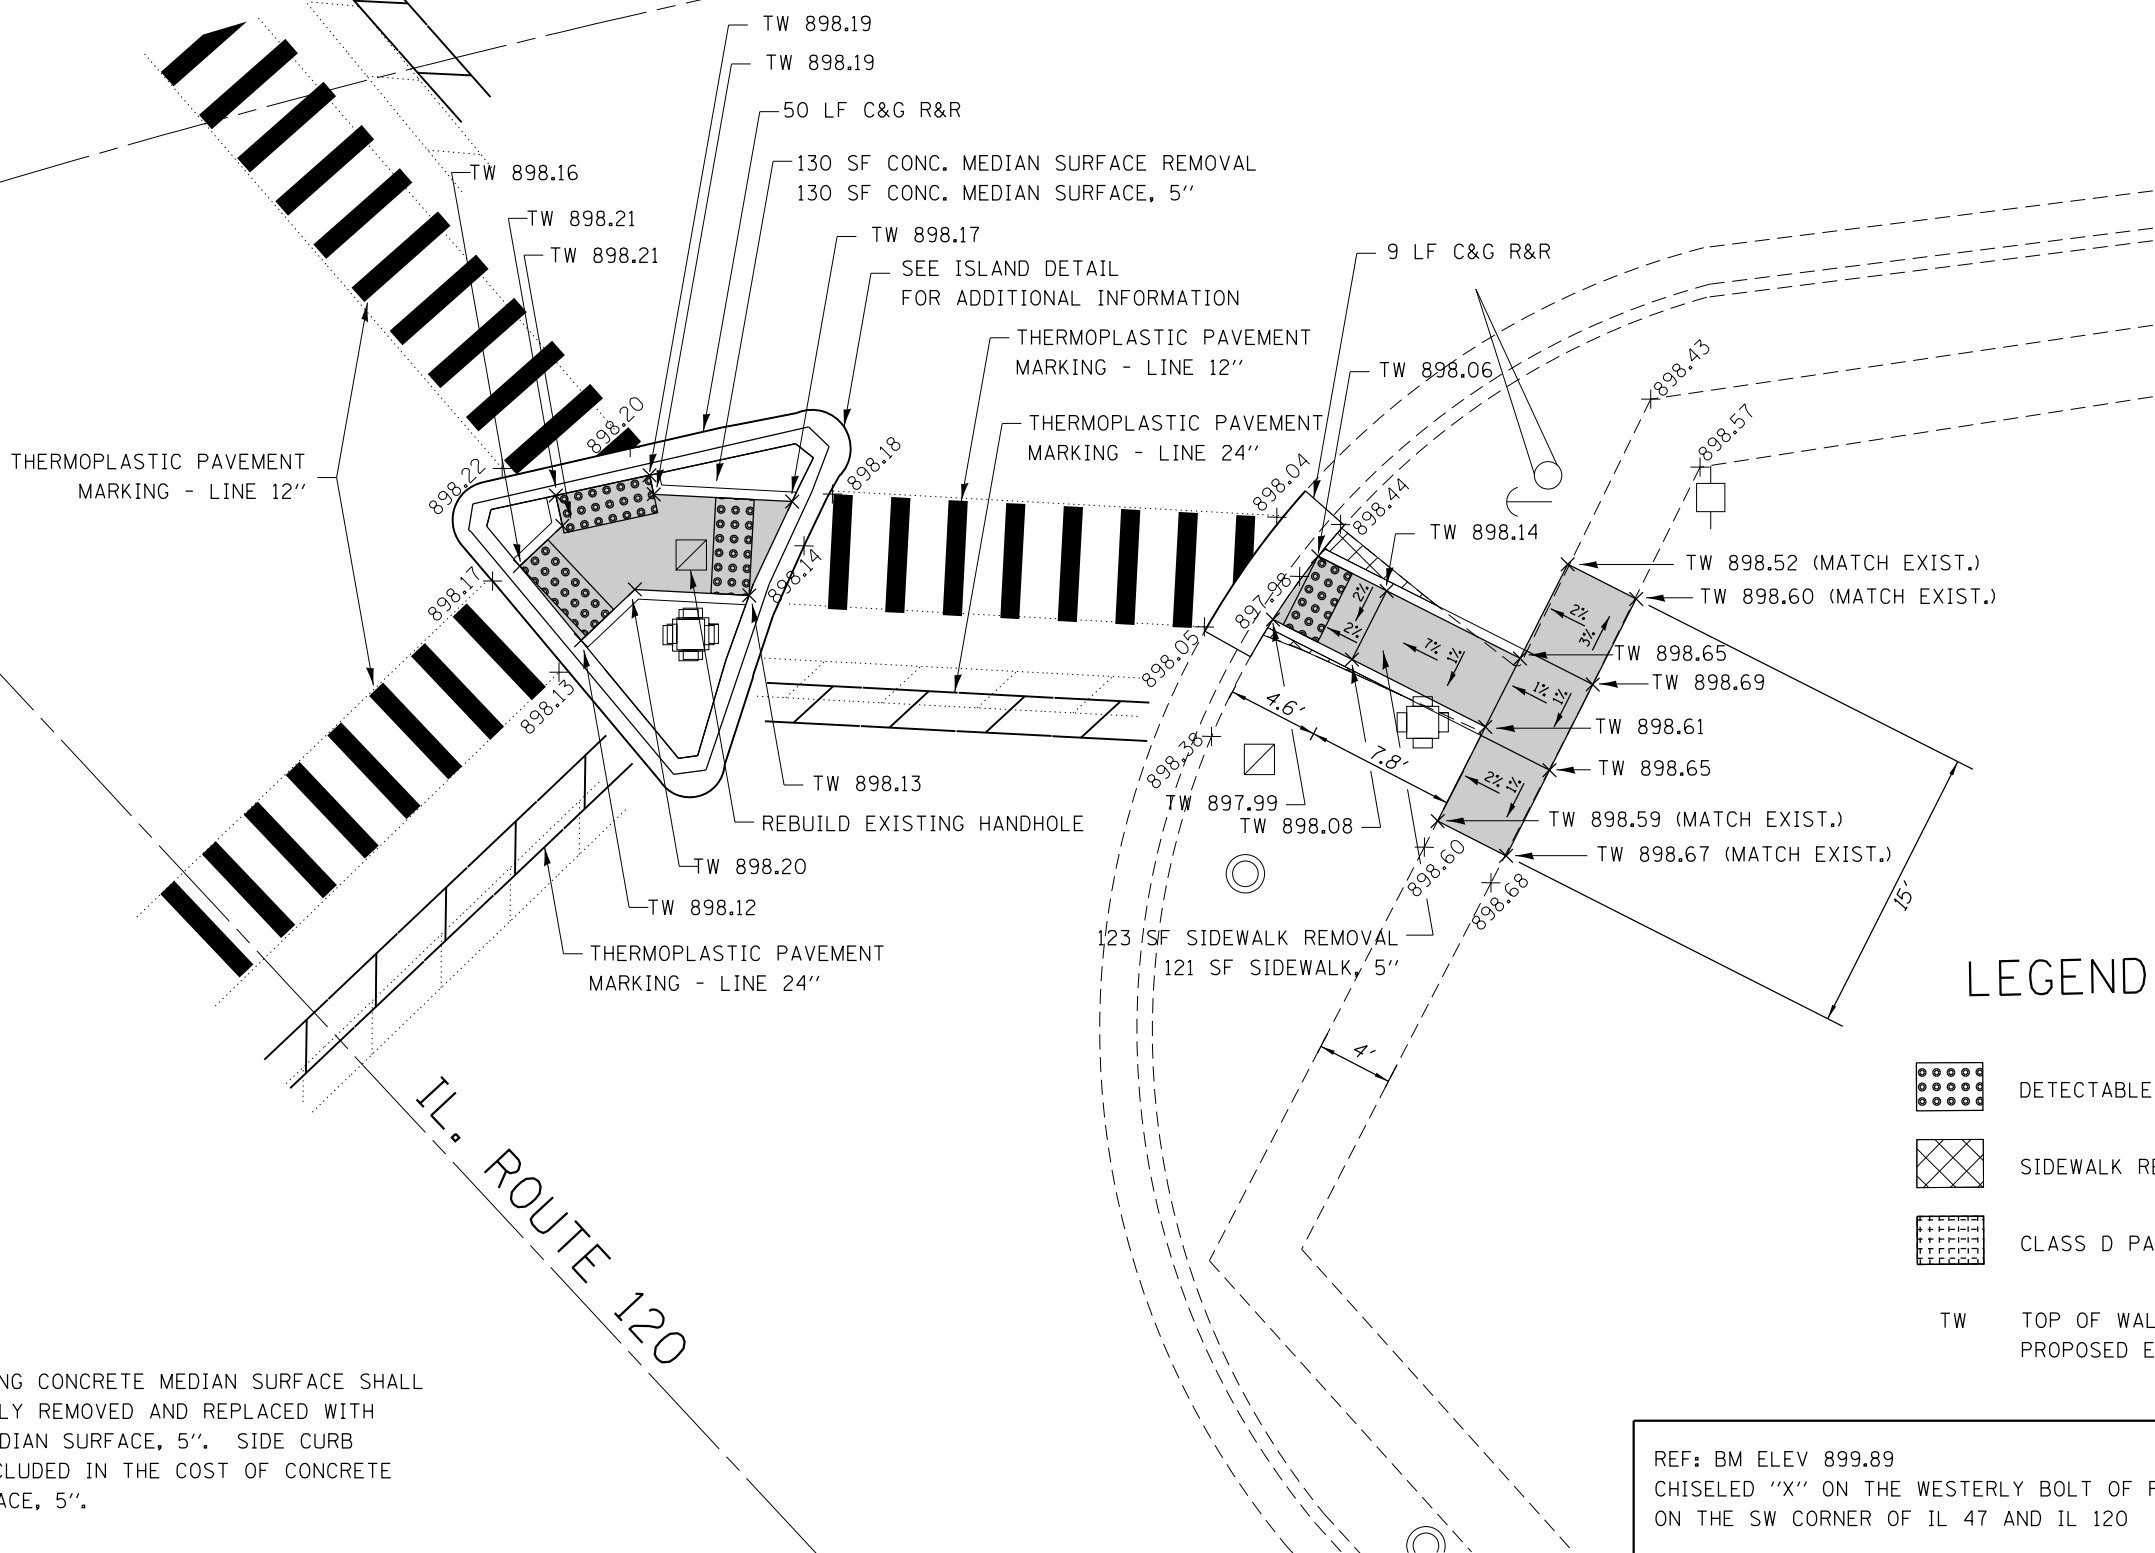 TW 898.19
TW 898.19
50 LF C&G R&R
130 SF CONC. MEDIAN SURFACE REMOVAL
130 SF CONC. MEDIAN SURFACE, 5"
TW 898.16
TW 898.21
TW 898.21
TW 898.17
SEE ISLAND DETAIL
FOR ADDITIONAL INFORMATION
9 LF C&G R&R
THERMOPLASTIC PAVEMENT
MARKING - LINE 12"
TW 898.06
898.43
898.57
THERMOPLASTIC PAVEMENT
MARKING - LINE 24"
THERMOPLASTIC PAVEMENT
MARKING - LINE 12"
898.20
898.22
898.18
898.04
898.44
TW 898.14
898.17
898.14
897.98
898.05
898.13
TW 898.52 (MATCH EXIST.)
TW 898.60 (MATCH EXIST.)
2%
2%
7%
1%
2%
3%
1%
1%
2%
1%
TW 898.65
TW 898.69
TW 898.61
TW 898.65
4.6'
7.8'
898.38
TW 898.13
TW 897.99
TW 898.08
REBUILD EXISTING HANDHOLE
TW 898.59 (MATCH EXIST.)
TW 898.67 (MATCH EXIST.)
TW 898.20
898.60
898.68
15'
TW 898.12
THERMOPLASTIC PAVEMENT
MARKING - LINE 24"
123 SF SIDEWALK REMOVAL
121 SF SIDEWALK, 5"
4'
LEGEND
DETECTABLE
SIDEWALK RE
CLASS D PA
TW TOP OF WAL
PROPOSED E
IL. ROUTE 120
NG CONCRETE MEDIAN SURFACE SHALL
LY REMOVED AND REPLACED WITH
DIAN SURFACE, 5". SIDE CURB
CLUDED IN THE COST OF CONCRETE
ACE, 5".
REF: BM ELEV 899.89
CHISELED "X" ON THE WESTERLY BOLT OF F
ON THE SW CORNER OF IL 47 AND IL 120